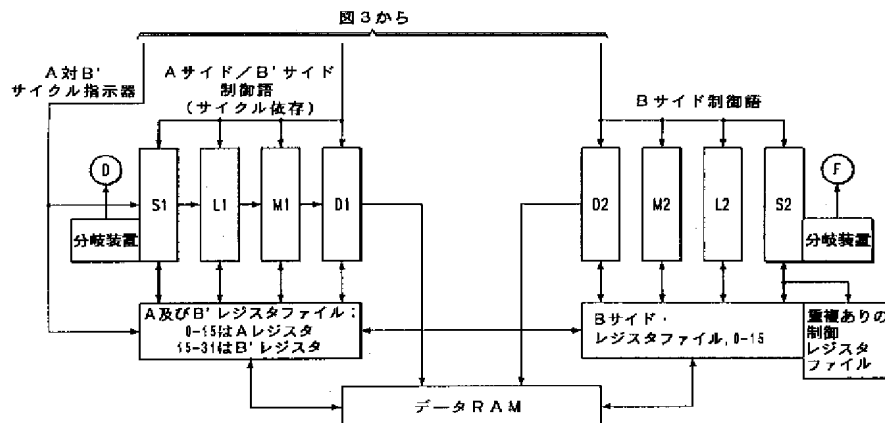 図3から
A対B'
サイクル指示器
Aサイド/B'サイド
制御語
(サイクル依存)
Bサイド制御語
D
S1
L1
M1
D1
D2
M2
L2
S2
F
分岐装置
分岐装置
A及びB'レジスタファイル;
0-15はAレジスタ
15-31はB'レジスタ
Bサイド・
レジスタファイル,0-15
重複ありの
制御
レジスタ
ファイル
データRAM